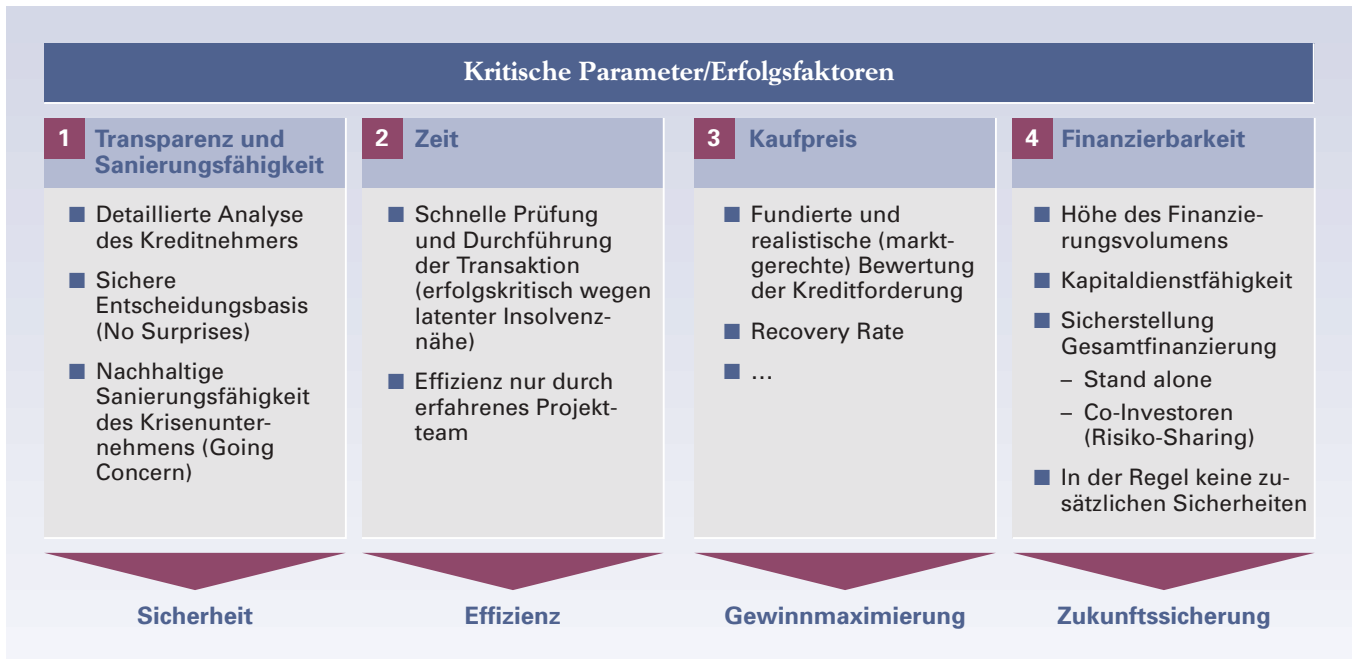 Kritische Parameter/Erfolgsfaktoren
1 Transparenz und
Sanierungsfähigkeit
■ Detaillierte Analyse
des Kreditnehmers
■ Sichere
Entscheidungsbasis
(No Surprises)
■ Nachhaltige
Sanierungsfähigkeit
des Krisenunter-
nehmens (Going
Concern)
Sicherheit
2 Zeit
■ Schnelle Prüfung
und Durchführung
der Transaktion
(erfolgskritisch wegen
latenter Insolvenz-
nähe)
■ Effizienz nur durch
erfahrenes Projekt-
team
Effizienz
3 Kaufpreis
■ Fundierte und
realistische (markt-
gerechte) Bewertung
der Kreditforderung
■ Recovery Rate
■ …
Gewinnmaximierung
4 Finanzierbarkeit
■ Höhe des Finanzie-
rungsvolumens
■ Kapitaldienstfähigkeit
■ Sicherstellung
Gesamtfinanzierung
– Stand alone
– Co-Investoren
(Risiko-Sharing)
■ In der Regel keine zu-
sätzlichen Sicherheiten
Zukunftssicherung